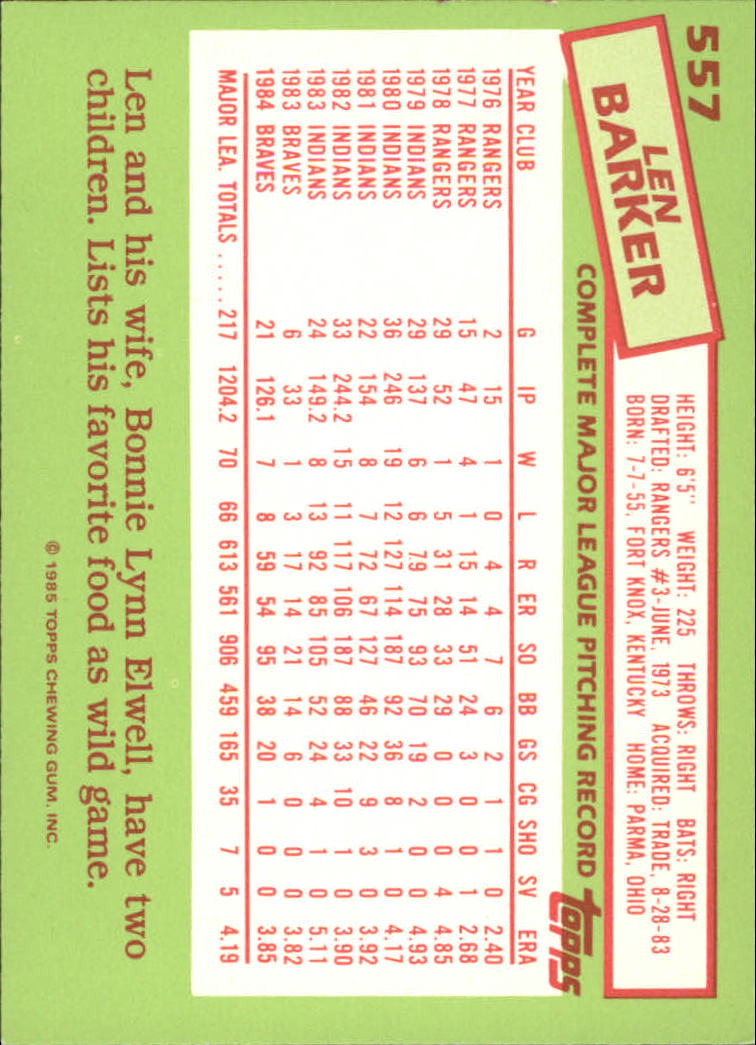 557
LEN
BARKER
HEIGHT: 6'5" WEIGHT: 225 THROWS: RIGHT BATS: RIGHT
DRAFTED: RANGERS #3-JUNE, 1973 ACQUIRED: TRADE, 8-28-83
BORN: 7-7-55, FORT KNOX, KENTUCKY HOME: PARMA, OHIO
COMPLETE MAJOR LEAGUE PITCHING RECORD
topps
YEAR CLUB G IP W L R ER SO BB GS CG SHO SV ERA
1976 RANGERS 2 15 1 0 4 4 7 6 2 1 1 0 2.40
1977 RANGERS 15 47 4 1 15 14 51 24 3 0 0 1 2.68
1978 RANGERS 29 52 1 5 31 28 33 29 0 0 0 4 4.85
1979 INDIANS 29 137 6 6 79 75 93 70 19 2 0 0 4.93
1980 INDIANS 36 246 19 12 127 114 187 92 36 8 1 0 4.17
1981 INDIANS 22 154 8 7 72 67 127 46 22 9 3 0 3.92
1982 INDIANS 33 244.2 15 11 117 106 187 88 33 10 1 0 3.90
1983 INDIANS 24 149.2 8 13 92 85 105 52 24 4 1 0 5.11
1983 BRAVES 6 33 1 3 17 14 21 14 6 0 0 0 3.82
1984 BRAVES 21 126.1 7 8 59 54 95 38 20 1 0 0 3.85
MAJOR LEA. TOTALS ..... 217 1204.2 70 66 613 561 906 459 165 35 7 5 4.19
Len and his wife, Bonnie Lynn Elwell, have two
children. Lists his favorite food as wild game.
© 1985 TOPPS CHEWING GUM, INC.